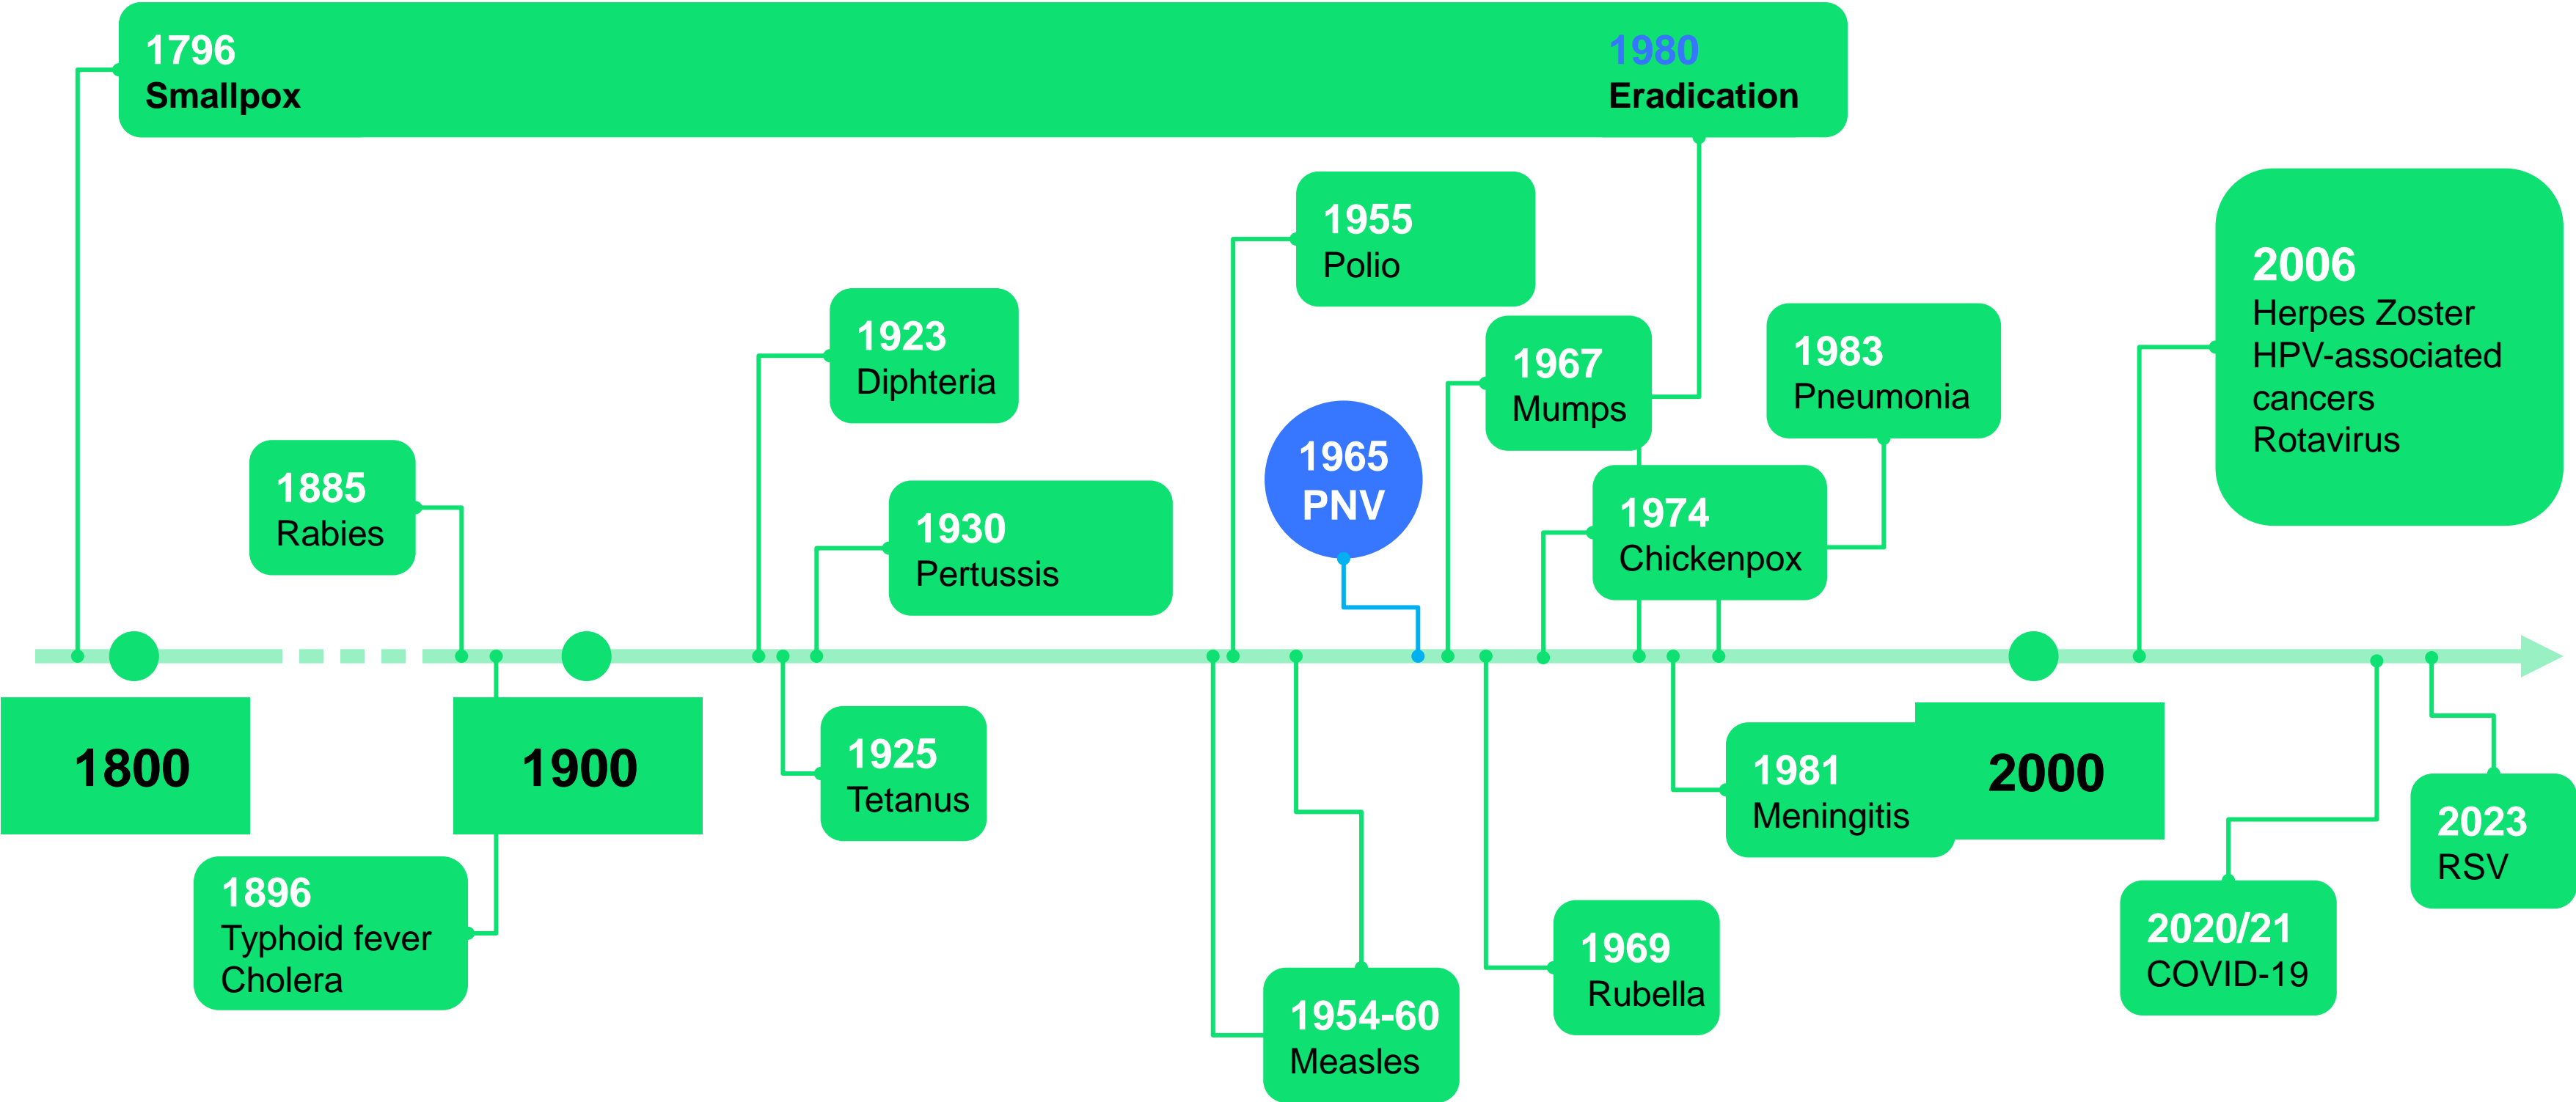 1796
Smallpox
1980
Eradication
1955
Polio
2006
Herpes Zoster
HPV-associated
cancers
Rotavirus
1923
Diphteria
1967
Mumps
1983
Pneumonia
1885
Rabies
1930
Pertussis
1965
PNV
1974
Chickenpox
1800
1900
1925
Tetanus
1981
Meningitis
2000
2023
RSV
1896
Typhoid fever
Cholera
1954-60
Measles
1969
Rubella
2020/21
COVID-19